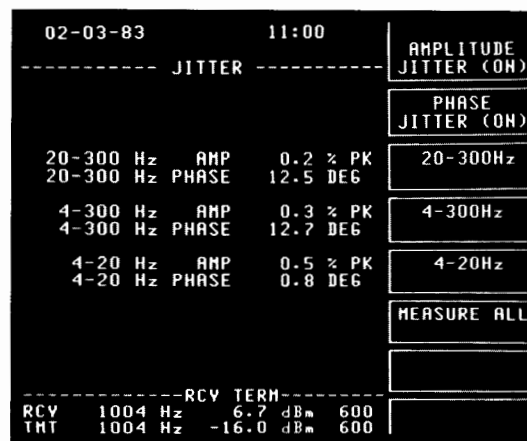 02-03-83 11:00
----------- JITTER -----------
20-300 Hz AMP 0.2 % PK
20-300 Hz PHASE 12.5 DEG
4-300 Hz AMP 0.3 % PK
4-300 Hz PHASE 12.7 DEG
4-20 Hz AMP 0.5 % PK
4-20 Hz PHASE 0.8 DEG
-------------RCV TERM---------
RCV 1004 Hz 6.7 dBm 600
TMT 1004 Hz -16.0 dBm 600
AMPLITUDE
JITTER (ON)
PHASE
JITTER (ON)
20-300Hz
4-300Hz
4-20Hz
MEASURE ALL